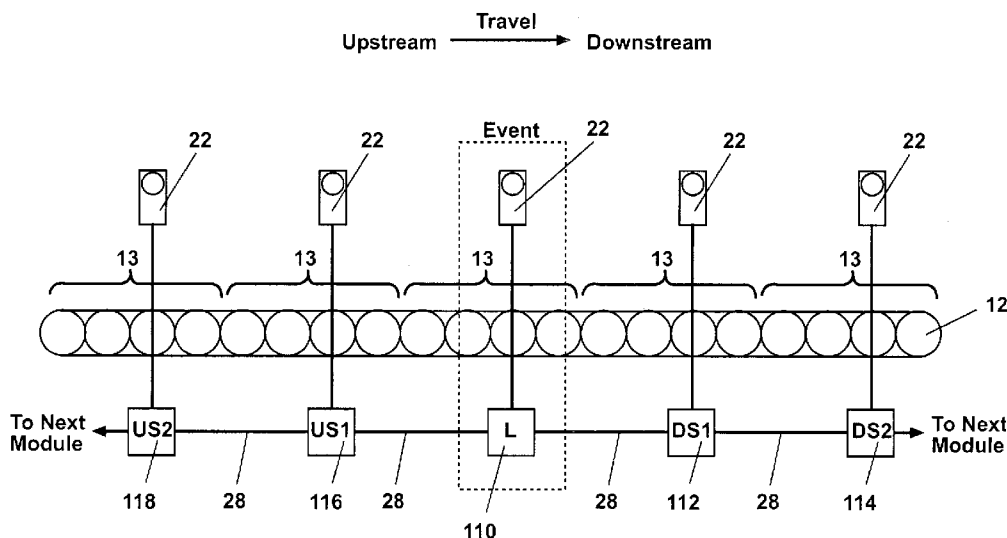 Travel
Upstream Downstream
Event
22 22 22 22 22
13 13 13 13 13
12
To Next Module US2 US1 L DS1 DS2 To Next Module
118 28 116 28 110 28 112 28 114